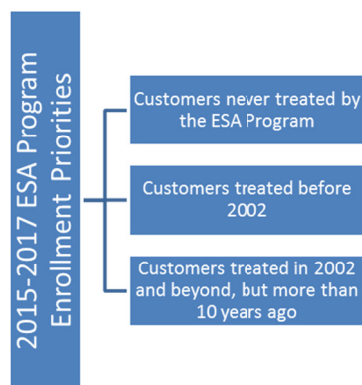 2015-2017 ESA Program
Enrollment Priorities
Customers never treated by
the ESA Program
Customers treated before
2002
Customers treated in 2002
and beyond, but more than
10 years ago